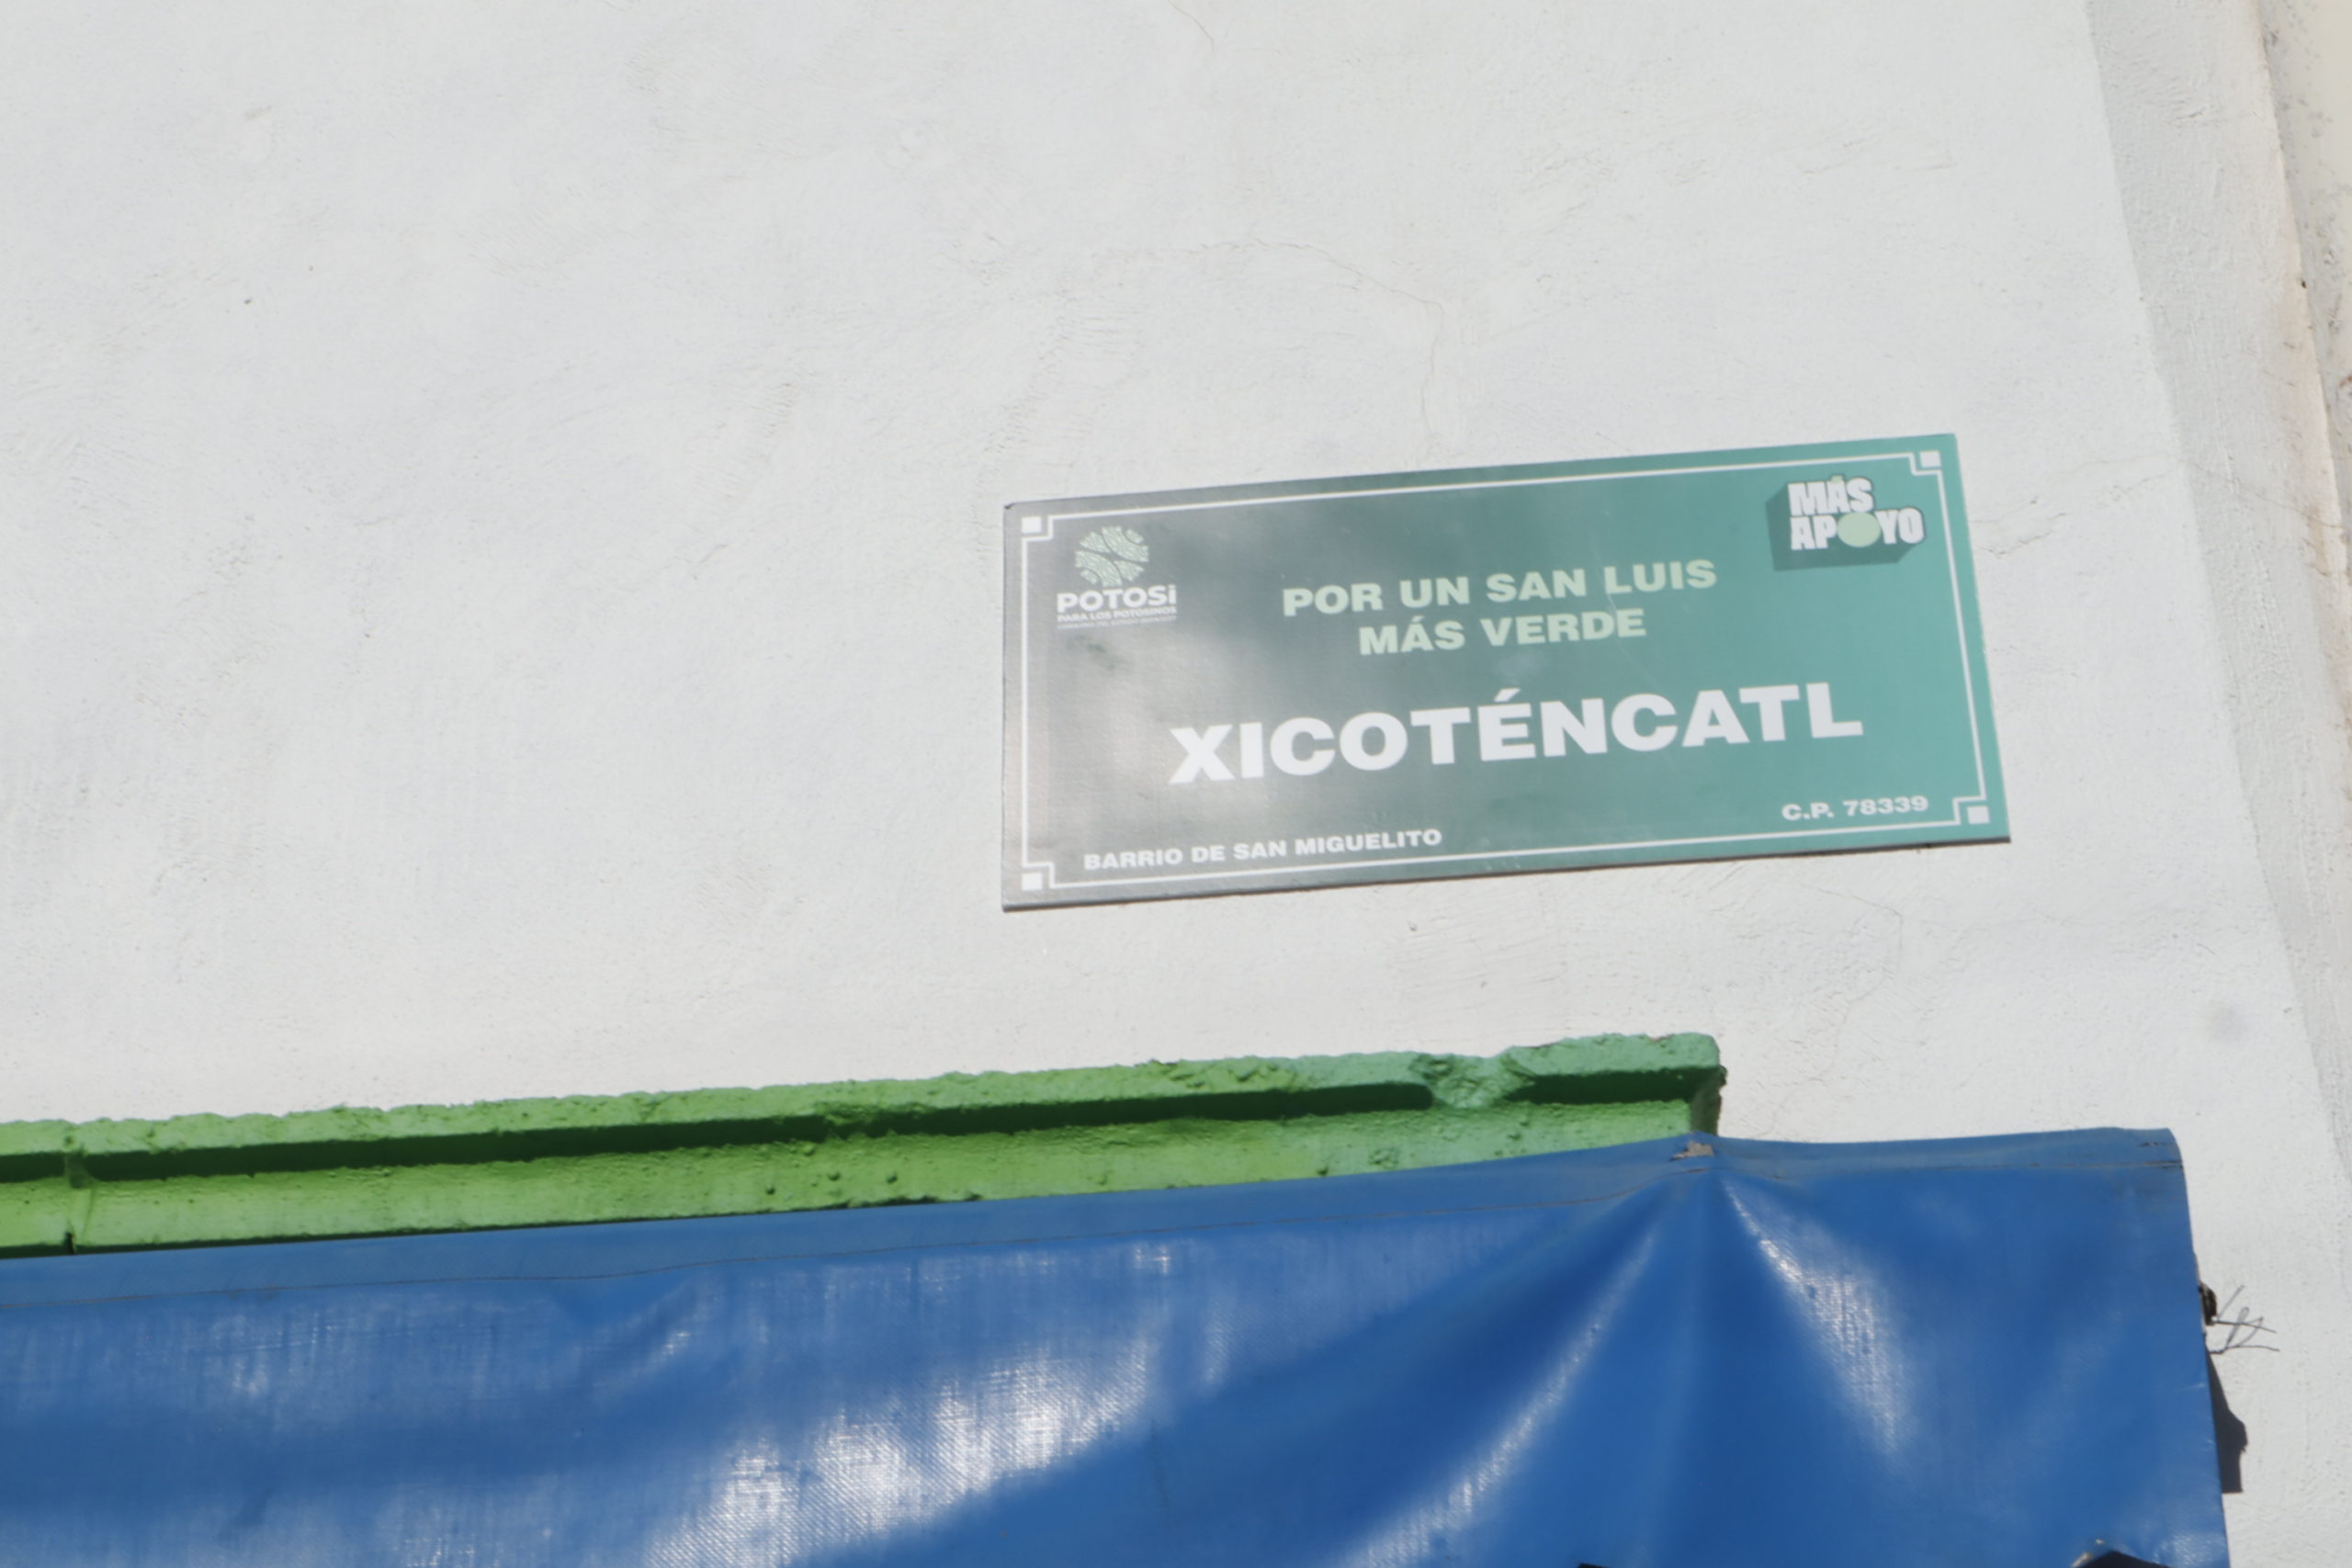 POTOSí
PARA LOS POTOSINOS
MÁS
APOYO
POR UN SAN LUIS
MÁS VERDE
XICOTÉNCATL
BARRIO DE SAN MIGUELITO
C.P. 78339